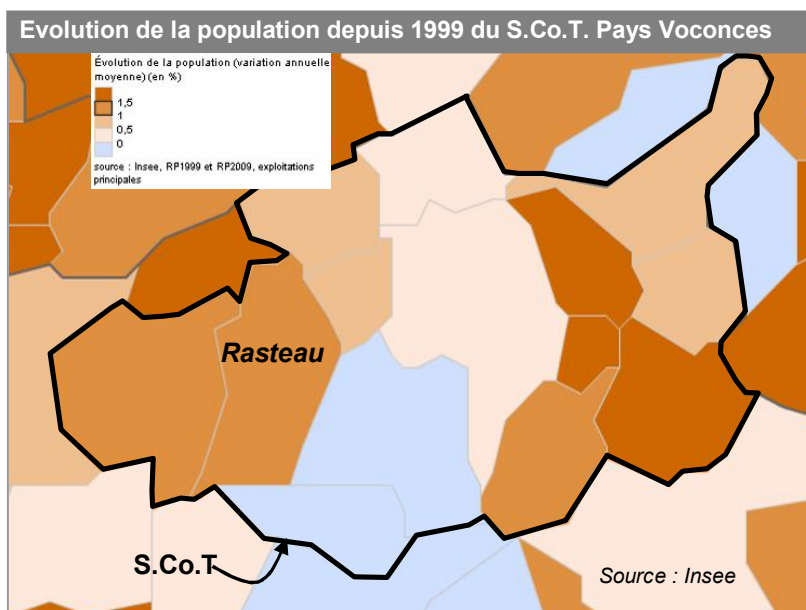 Evolution de la population depuis 1999 du S.Co.T. Pays Voconces
Évolution de la population (variation annuelle
moyenne) (en %)
1,5
1
0,5
0
source : Insee, RP1999 et RP2009, exploitations
principales
Rasteau
S.Co.T
Source : Insee